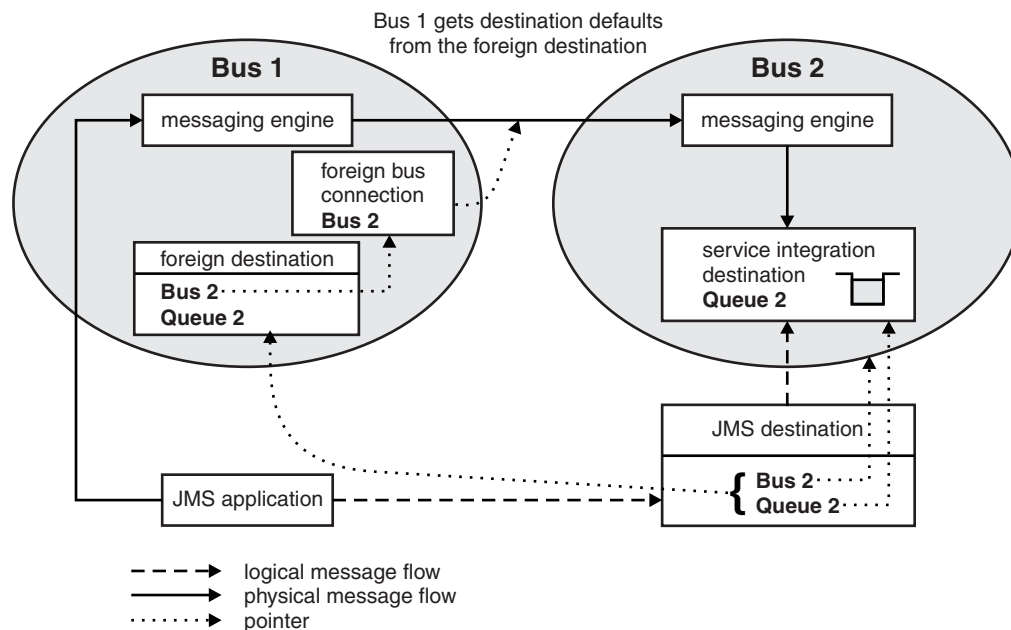 Bus 1 gets destination defaults
from the foreign destination
Bus 1
messaging engine
foreign bus
connection
Bus 2
foreign destination
Bus 2
Queue 2
Bus 2
messaging engine
service integration
destination
Queue 2
JMS application
JMS destination
{ Bus 2
Queue 2
logical message flow
physical message flow
pointer